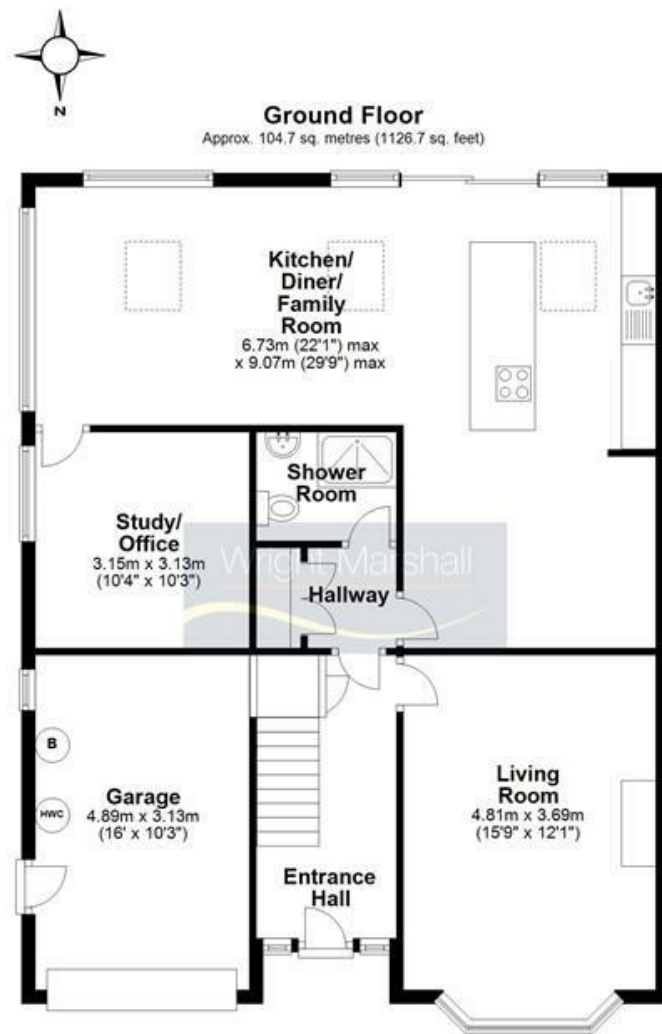 N
Ground Floor
Approx. 104.7 sq. metres (1126.7 sq. feet)
Kitchen/
Diner/
Family
Room
6.73m (22'1") max
x 9.07m (29'9") max
Shower
Room
Study/
Office
3.15m x 3.13m
(10'4" x 10'3")
Wright Marshall
Hallway
B
HWC
Garage
4.89m x 3.13m
(16' x 10'3")
Living
Room
4.81m x 3.69m
(15'9" x 12'1")
Entrance
Hall